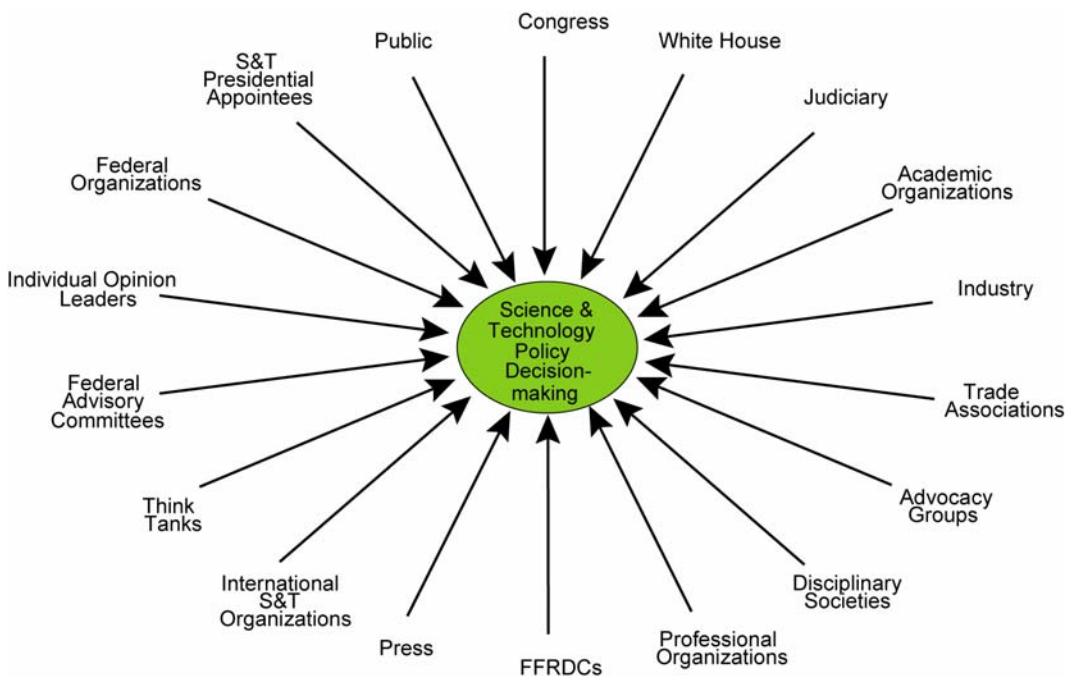 Congress
White House
Judiciary
Academic
Organizations
Industry
Trade
Associations
Advocacy
Groups
Disciplinary
Societies
Professional
Organizations
FFRDCs
Press
International
S&T
Organizations
Think
Tanks
Federal
Advisory
Committees
Individual Opinion
Leaders
Federal
Organizations
S&T
Presidential
Appointees
Public
Science &
Technology
Policy
Decision-
making